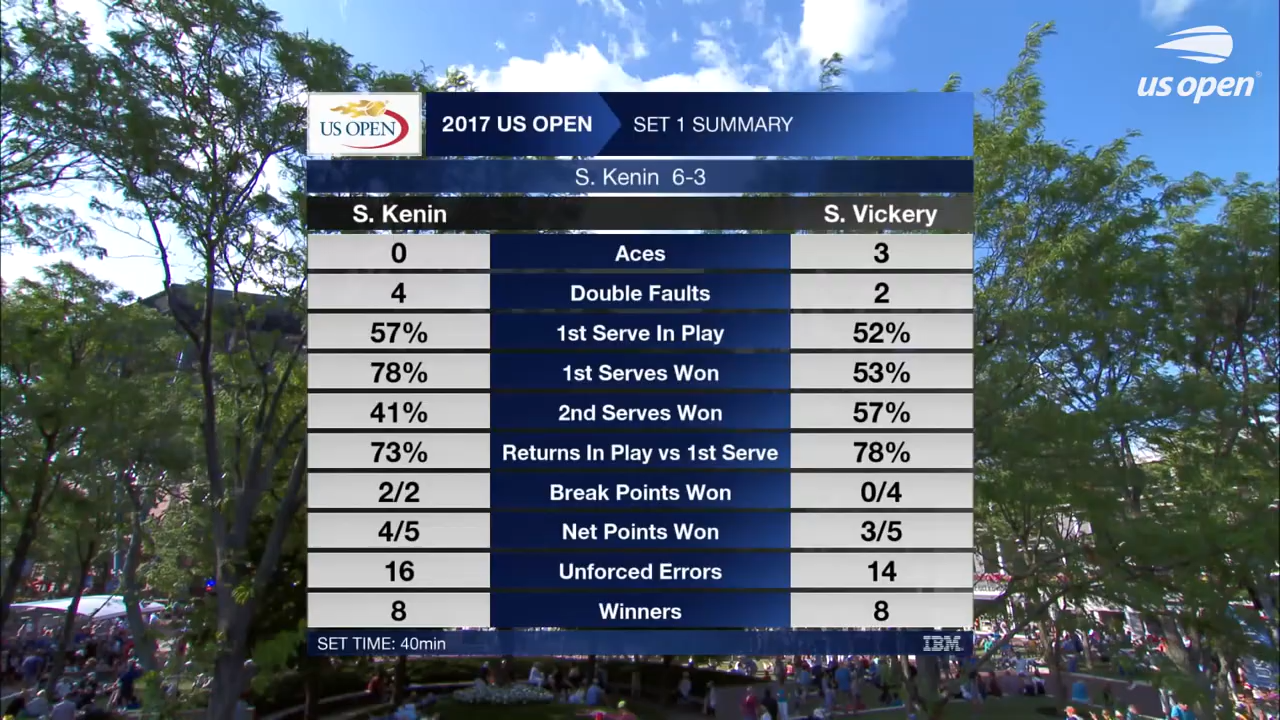 us open
US OPEN
2017 US OPEN SET 1 SUMMARY
S. Kenin 6-3
S. Kenin S. Vickery
0 Aces 3
4 Double Faults 2
57% 1st Serve In Play 52%
78% 1st Serves Won 53%
41% 2nd Serves Won 57%
73% Returns In Play vs 1st Serve 78%
2/2 Break Points Won 0/4
4/5 Net Points Won 3/5
16 Unforced Errors 14
8 Winners 8
SET TIME: 40min IBM